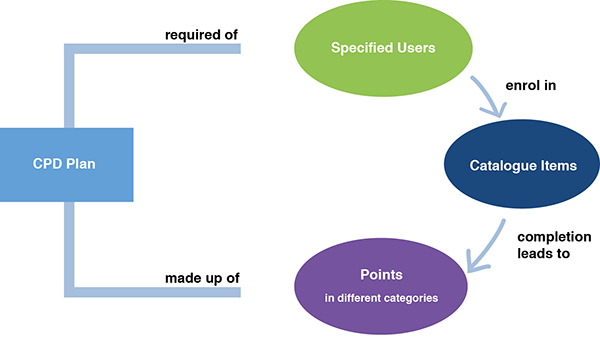 required of
Specified Users
enrol in
CPD Plan
Catalogue Items
completion
leads to
made up of
Points
in different categories